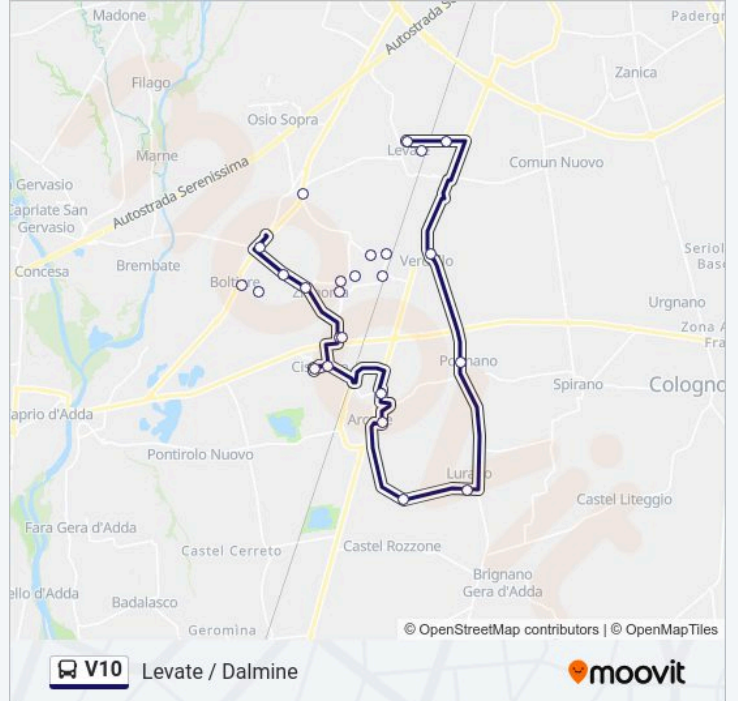 Madone
Autostrada S
Padergn
Filago
Zanica
Osio Sopra
Marne
Levate
Comun Nuovo
Gervasio
Capriate San
Gervasio
Autostrada Serenissima
Concesa
Brembate
Verdello
Seriol
Base
Boltiere
Zingonia
Urgnano
Zona A
Fra
Ciser
Pognano
Spirano
Cologno
aprio d'Adda
Arcene
Pontirolo Nuovo
Lurano
Castel Liteggio
Fara Gera d'Adda
Castel Cerreto
Castel Rozzone
Brignano
Gera d'Adda
ello d'Adda
Badalasco
Geromina
© OpenStreetMap contributors | © OpenMapTiles
V10 Levate / Dalmine
moovit